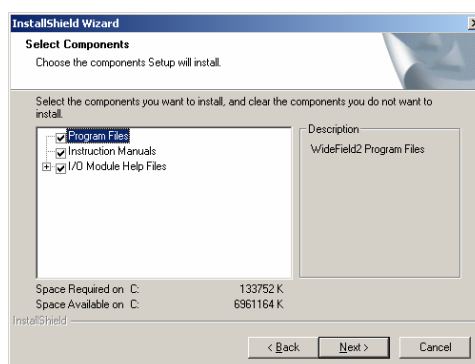 InstallShield Wizard
Select Components
Choose the components Setup will install.
Select the components you want to install, and clear the components you do not want to
install.
Program Files
Instruction Manuals
I/O Module Help Files
Description
WideField2 Program Files
Space Required on C: 133752 K
Space Available on C: 6961164 K
InstallShield
< Back Next > Cancel